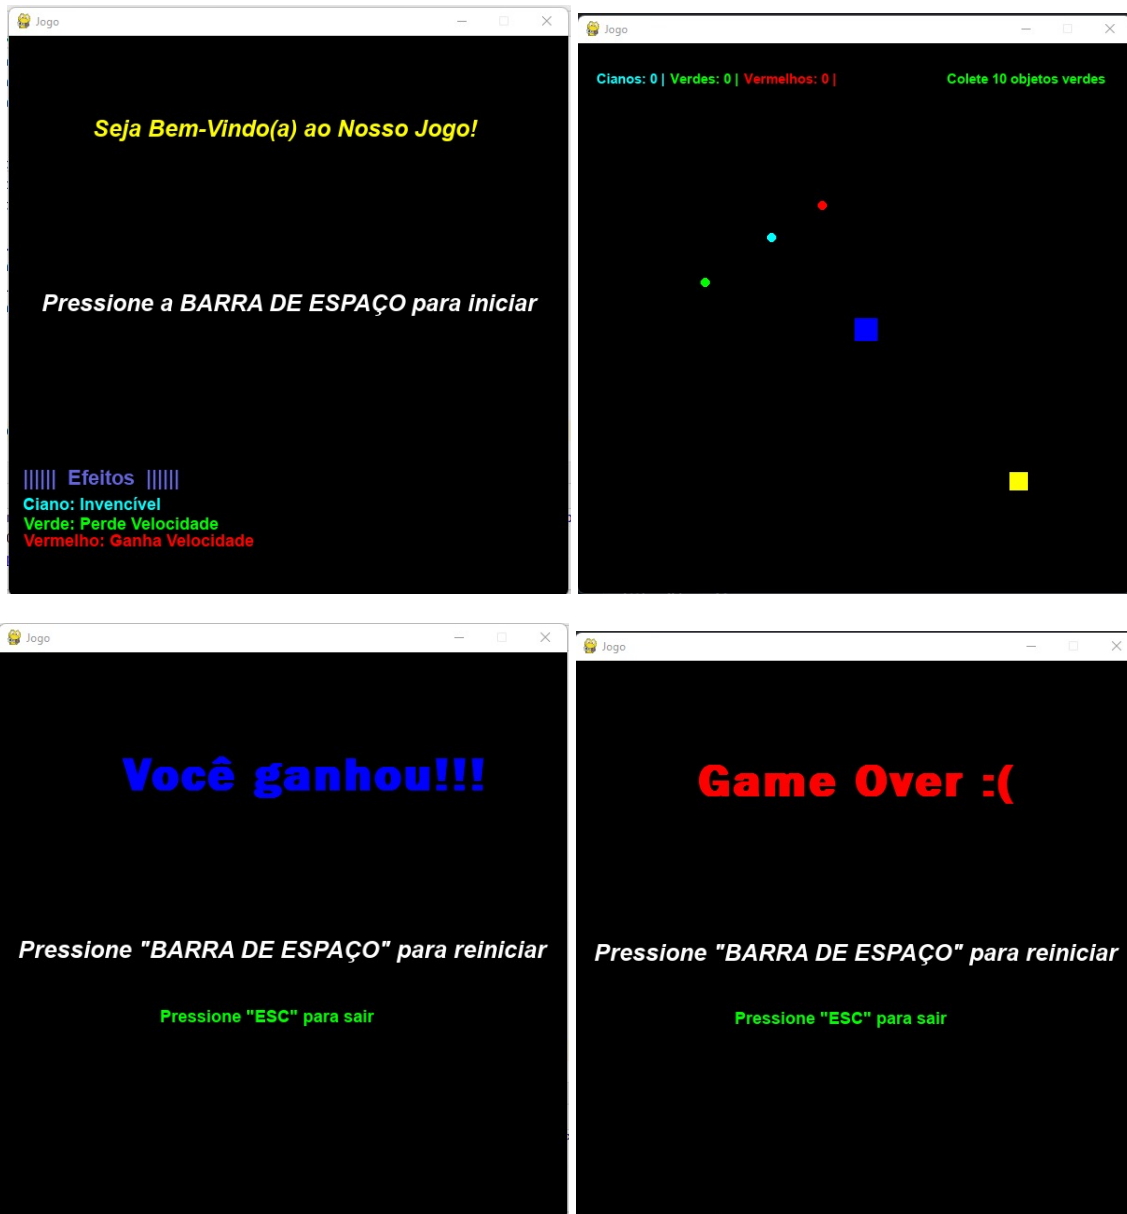 Jogo
Seja Bem-Vindo(a) ao Nosso Jogo!
Pressione a BARRA DE ESPAÇO para iniciar
|||||| Efeitos ||||||
Ciano: Invencível
Verde: Perde Velocidade
Vermelho: Ganha Velocidade
Jogo
Cianos: 0 | Verdes: 0 | Vermelhos: 0 |
Colete 10 objetos verdes
Jogo
Você ganhou!!!
Pressione "BARRA DE ESPAÇO" para reiniciar
Pressione "ESC" para sair
Jogo
Game Over :(
Pressione "BARRA DE ESPAÇO" para reiniciar
Pressione "ESC" para sair